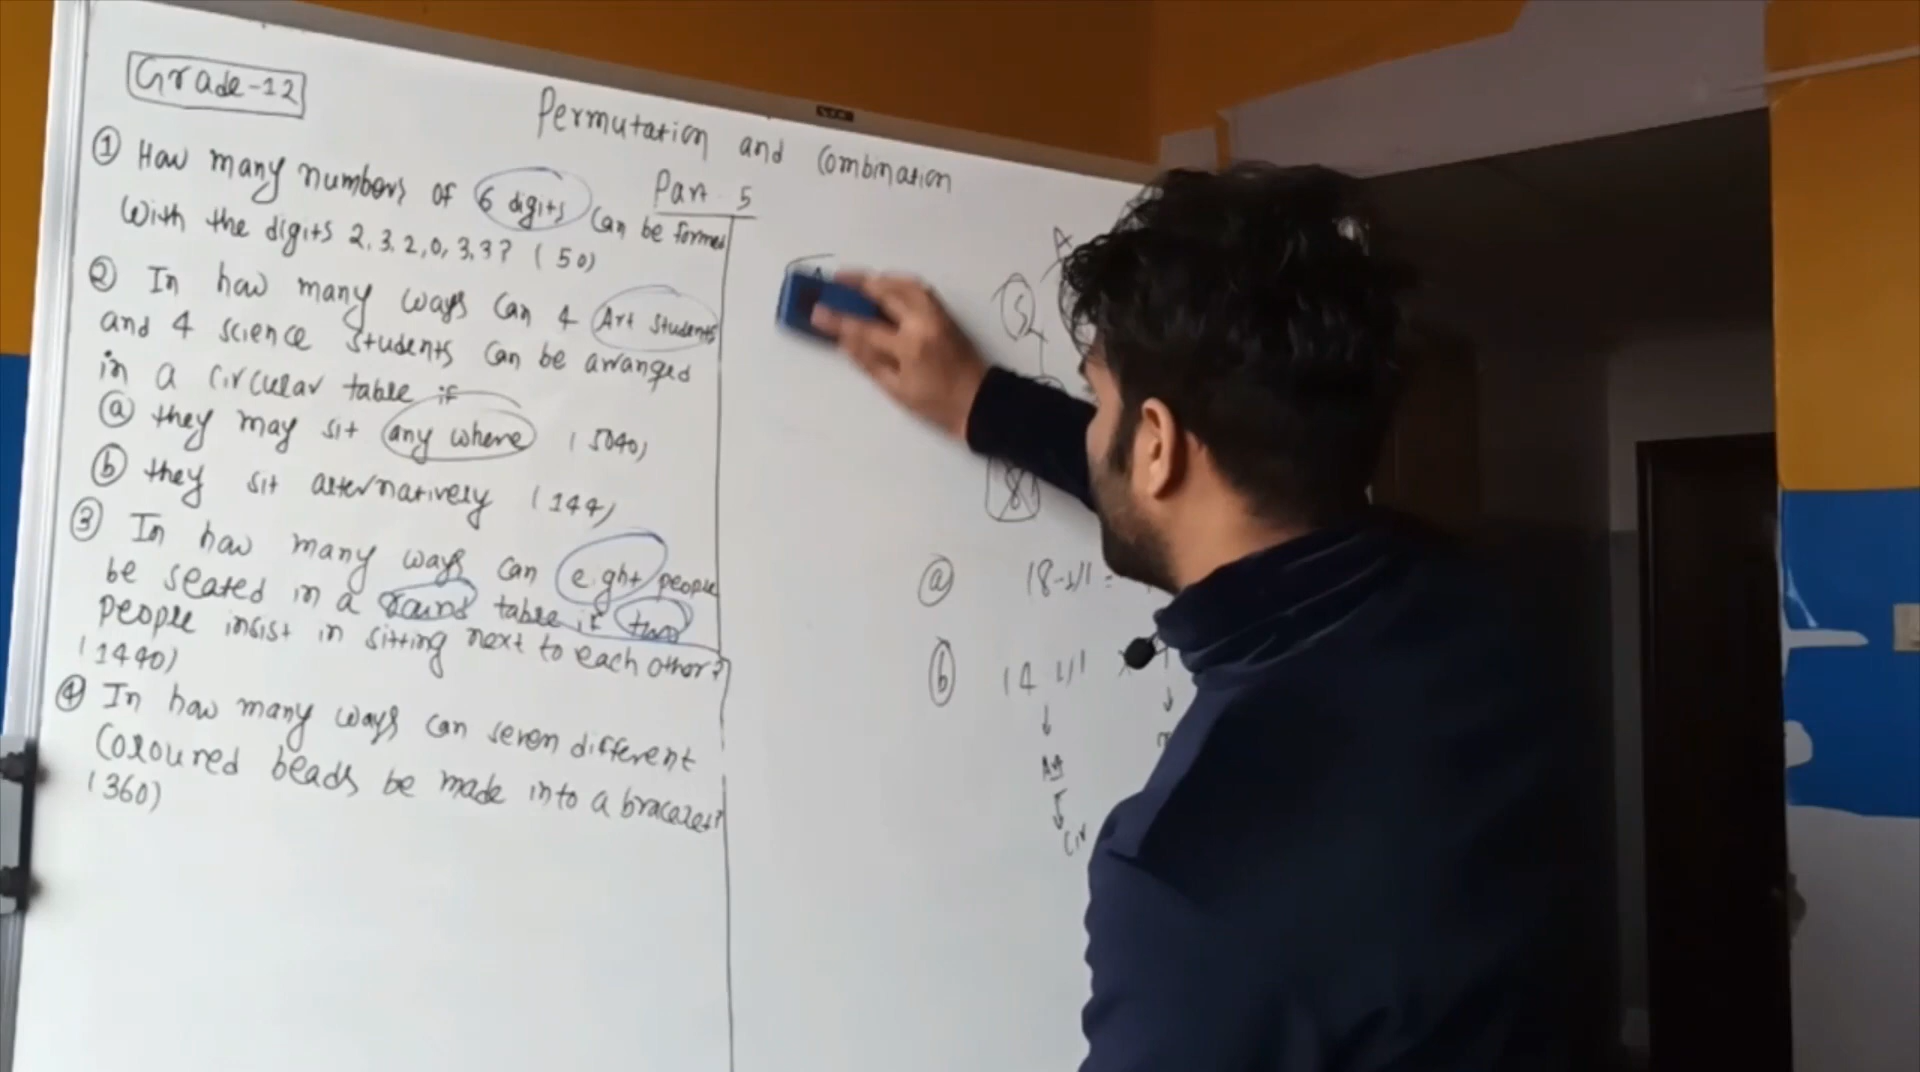 Grade-12
Permutation and Combination
Part - 5
① How many numbers of 6 digits can be formed
With the digits 2, 3, 2, 0, 3, 3? (50)
② In how many ways can 4 Art students
and 4 science students can be arranged
in a circular table if
ⓐ they may sit any where (5040)
ⓑ they sit alternatively (144)
③ In how many ways can eight people
be seated in a round table if two
people insist in sitting next to each other?
(1440)
④ In how many ways can seven different
Coloured beads be made into a bracelet?
(360)
A
S
8
ⓐ (8-1)! =
ⓑ
Art
Cir